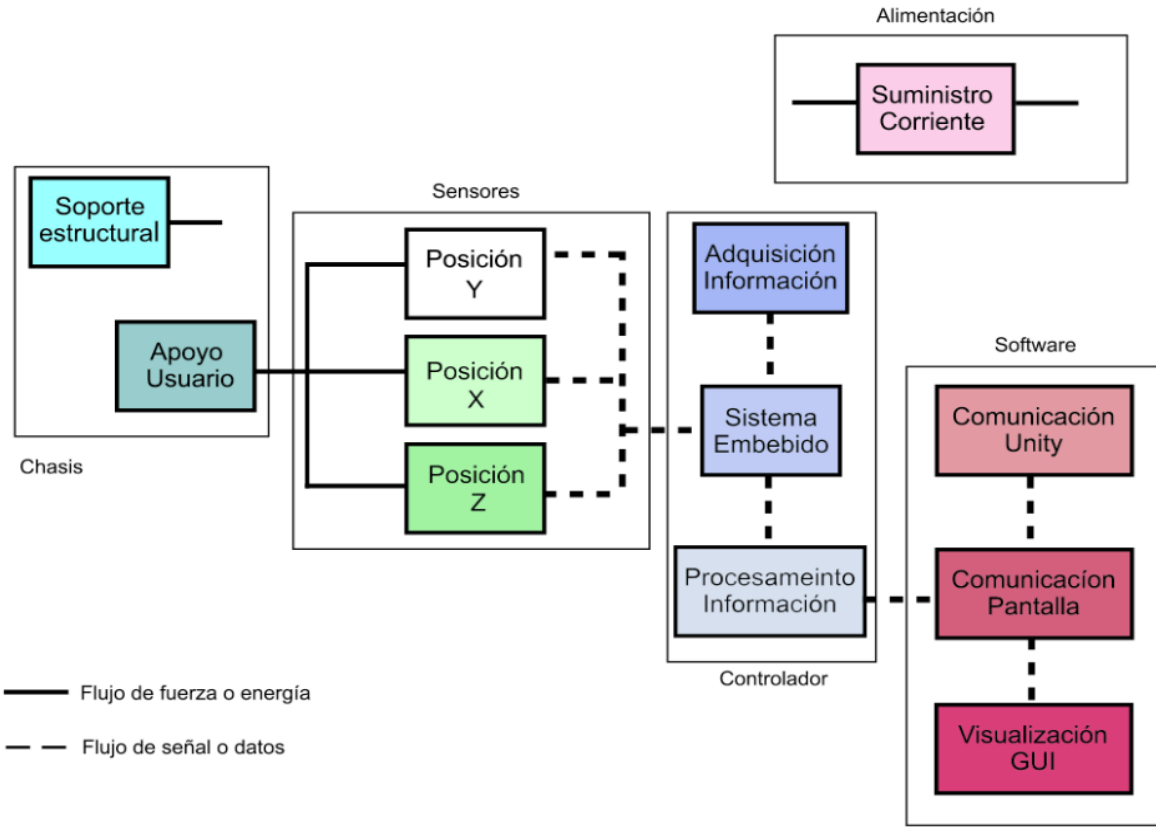 Alimentación
Suministro
Corriente
Soporte
estructural
Apoyo
Usuario
Chasis
Sensores
Posición
Y
Posición
X
Posición
Z
Adquisición
Información
Sistema
Embebido
Procesameinto
Información
Controlador
Software
Comunicación
Unity
Comunicacíon
Pantalla
Visualización
GUI
Flujo de fuerza o energía
Flujo de señal o datos